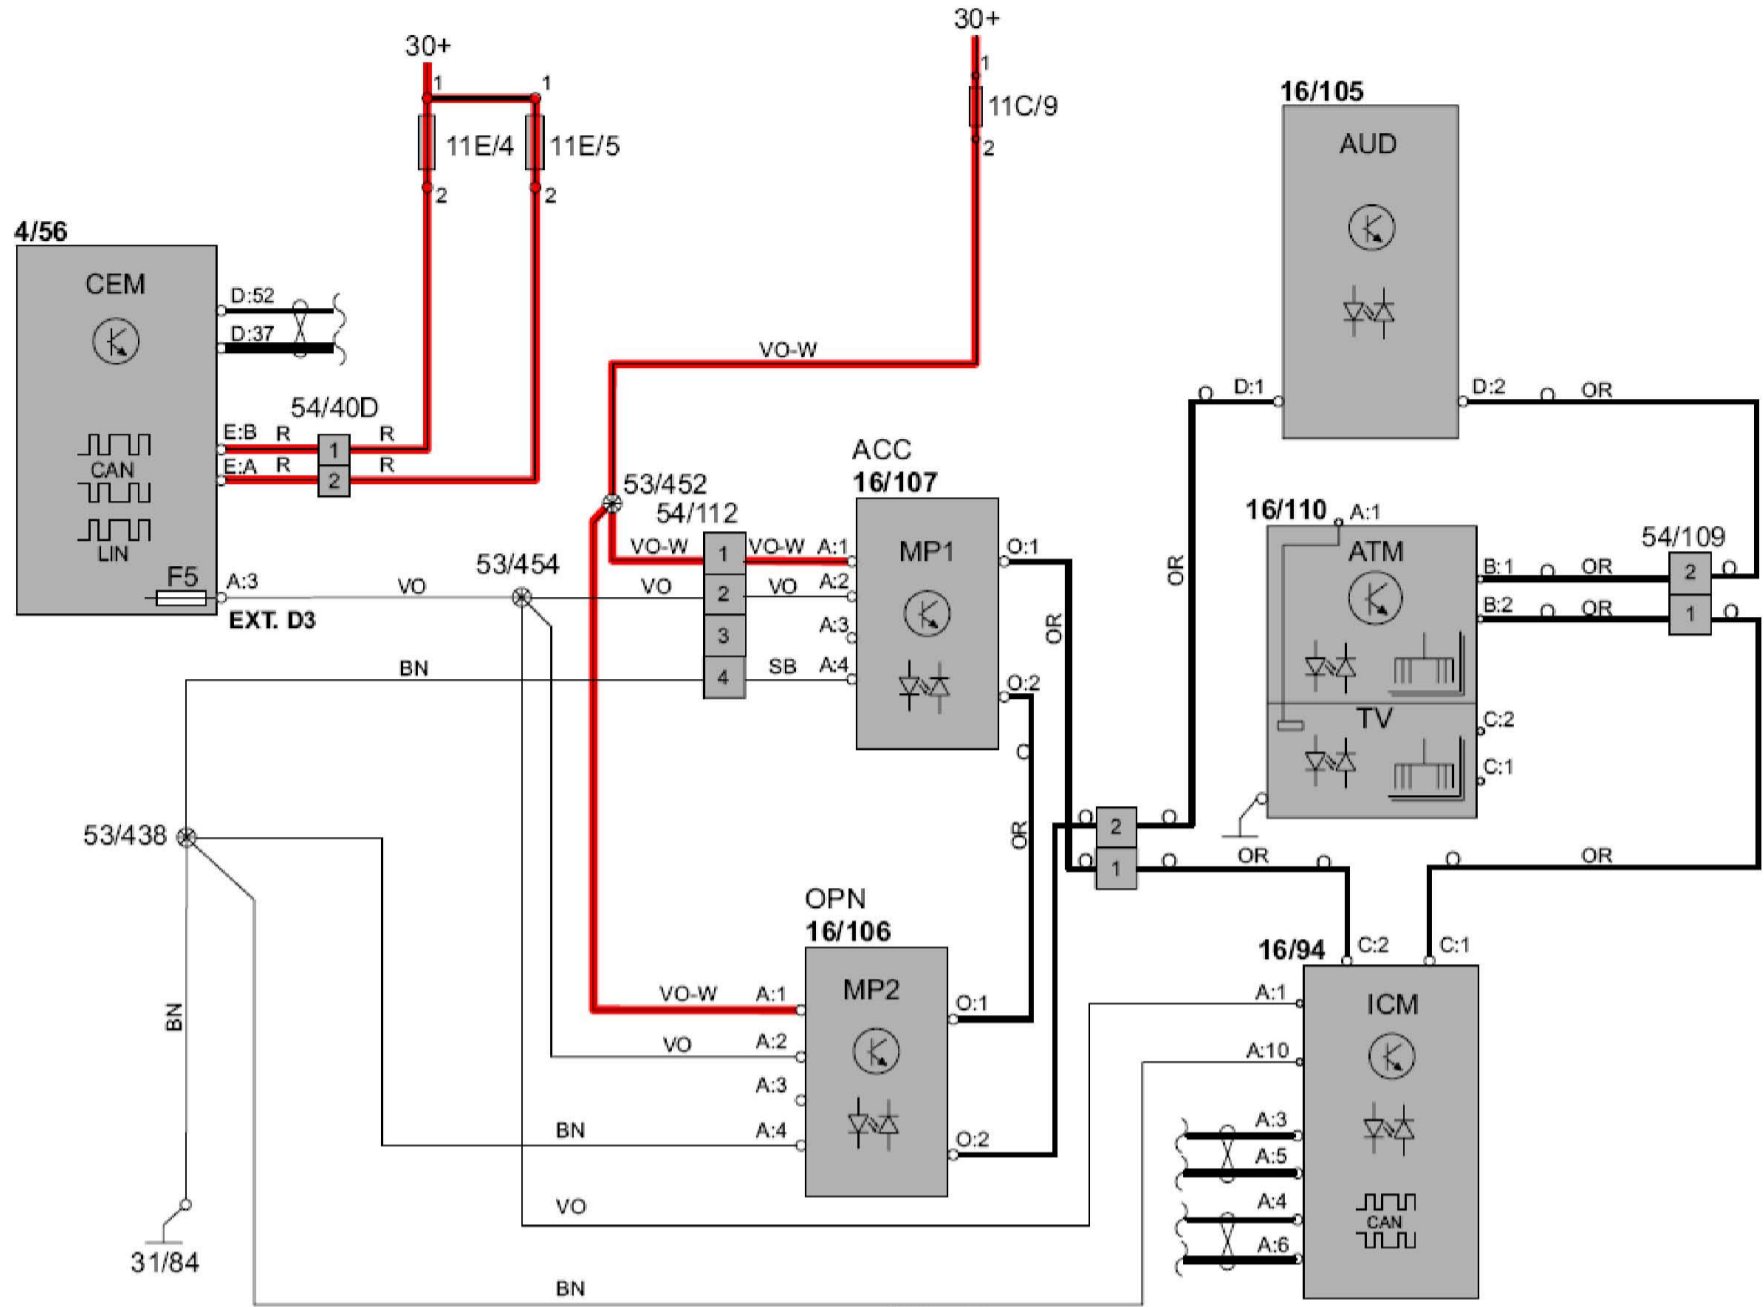 30+
30+
1
1
1
11C/9
16/105
11E/4
11E/5
AUD
2
2
2
4/56
CEM
D:52
D:37
VO-W
54/40D
D:1
D:2
OR
E:B
R
1
R
ACC
E:A
R
2
R
16/107
CAN
53/452
54/112
16/110
A:1
54/109
LIN
VO-W
1
VO-W
A:1
MP1
O:1
ATM
B:1
OR
2
F5
A:3
VO
53/454
VO
2
VO
A:2
OR
B:2
OR
1
EXT. D3
3
A:3
OR
BN
4
SB
A:4
O:2
TV
C:2
C:1
53/438
OR
2
1
OR
OR
OPN
16/106
16/94
C:2
C:1
VO-W
A:1
MP2
O:1
A:1
ICM
BN
VO
A:2
A:10
A:3
BN
A:4
O:2
A:3
A:5
VO
A:4
CAN
A:6
31/84
BN